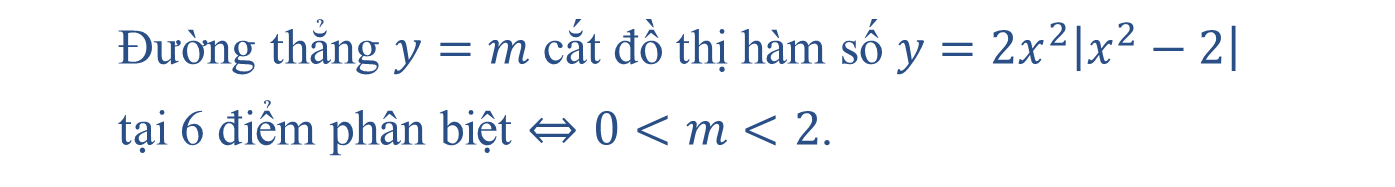 Đường thẳng y = m cắt đồ thị hàm số y = 2x²|x² − 2|
tại 6 điểm phân biệt ⇔ 0 < m < 2.